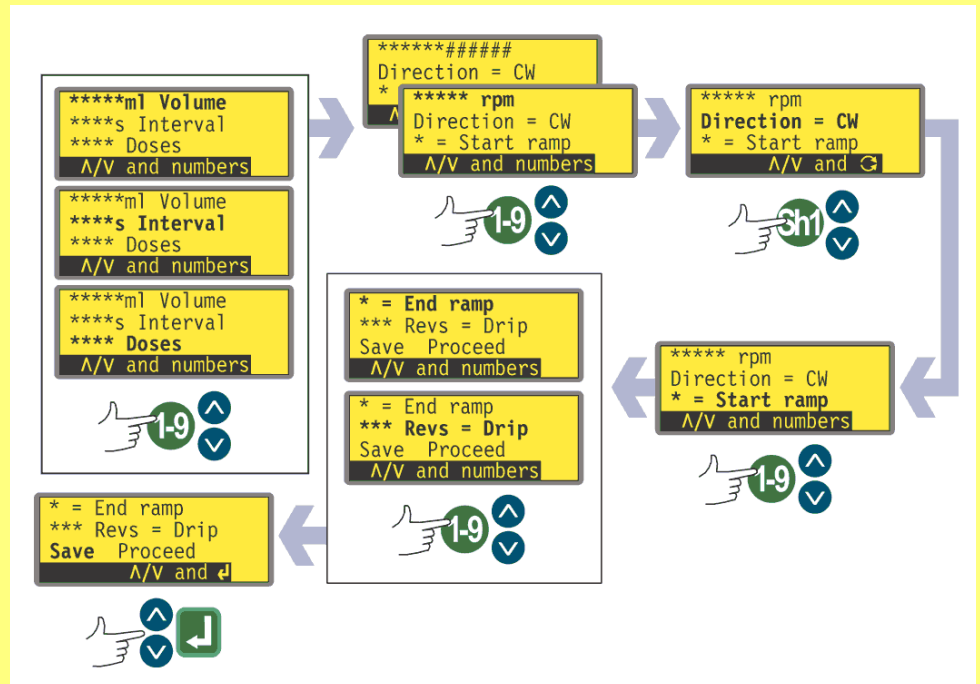 *****ml Volume
****s Interval
**** Doses
Λ/V and numbers
*****ml Volume
****s Interval
**** Doses
Λ/V and numbers
*****ml Volume
****s Interval
**** Doses
Λ/V and numbers
1-9
******######
Direction = CW
*
Λ
***** rpm
Direction = CW
* = Start ramp
Λ/V and numbers
1-9
***** rpm
Direction = CW
* = Start ramp
Λ/V and ↻
Sh1
***** rpm
Direction = CW
* = Start ramp
Λ/V and numbers
1-9
* = End ramp
*** Revs = Drip
Save Proceed
Λ/V and numbers
* = End ramp
*** Revs = Drip
Save Proceed
Λ/V and numbers
1-9
* = End ramp
*** Revs = Drip
Save Proceed
Λ/V and ↵